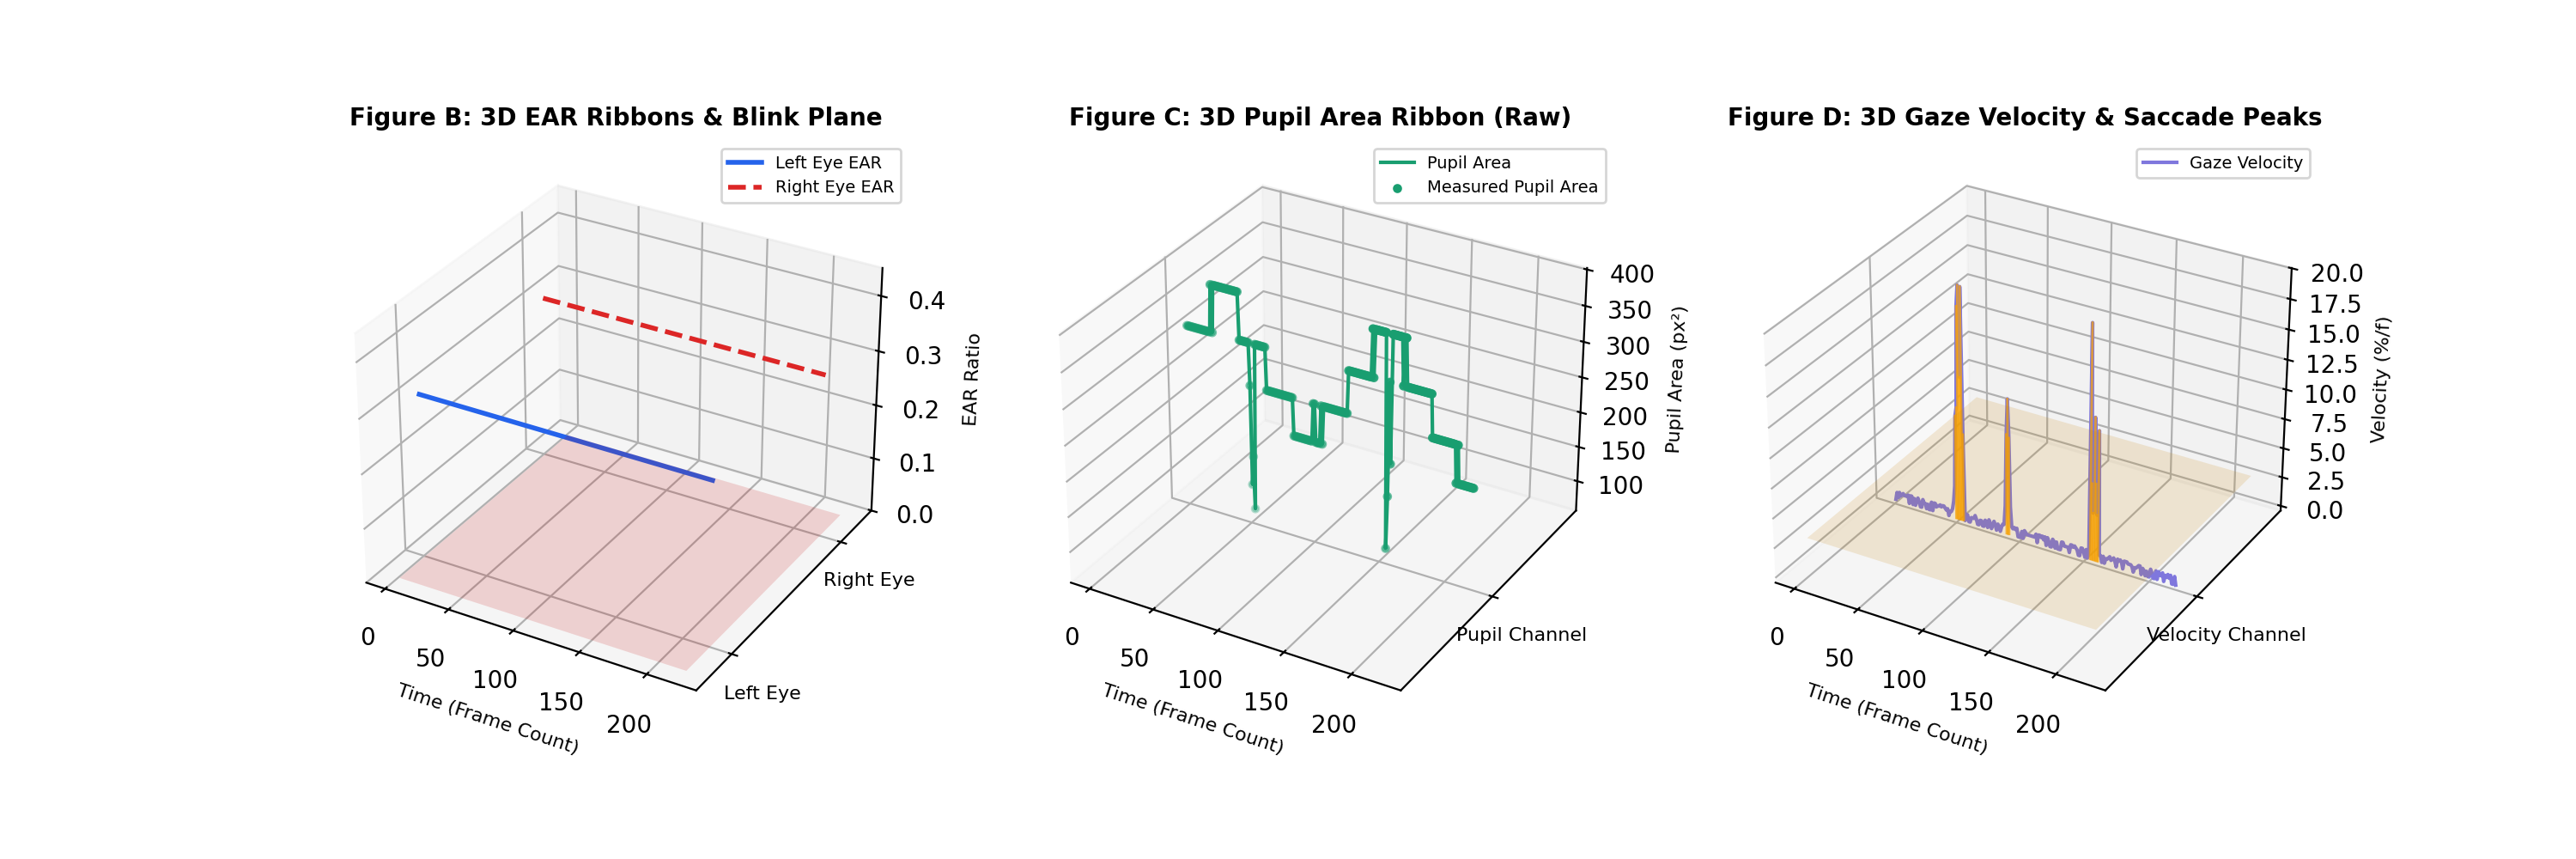 Figure B: 3D EAR Ribbons & Blink Plane
Left Eye EAR
Right Eye EAR
0.4
0.3
0.2
0.1
0.0
EAR Ratio
Right Eye
Left Eye
0
50
100
150
200
Time (Frame Count)
Figure C: 3D Pupil Area Ribbon (Raw)
Pupil Area
Measured Pupil Area
400
350
300
250
200
150
100
Pupil Area (px²)
Pupil Channel
0
50
100
150
200
Time (Frame Count)
Figure D: 3D Gaze Velocity & Saccade Peaks
Gaze Velocity
20.0
17.5
15.0
12.5
10.0
7.5
5.0
2.5
0.0
Velocity (%/f)
Velocity Channel
0
50
100
150
200
Time (Frame Count)